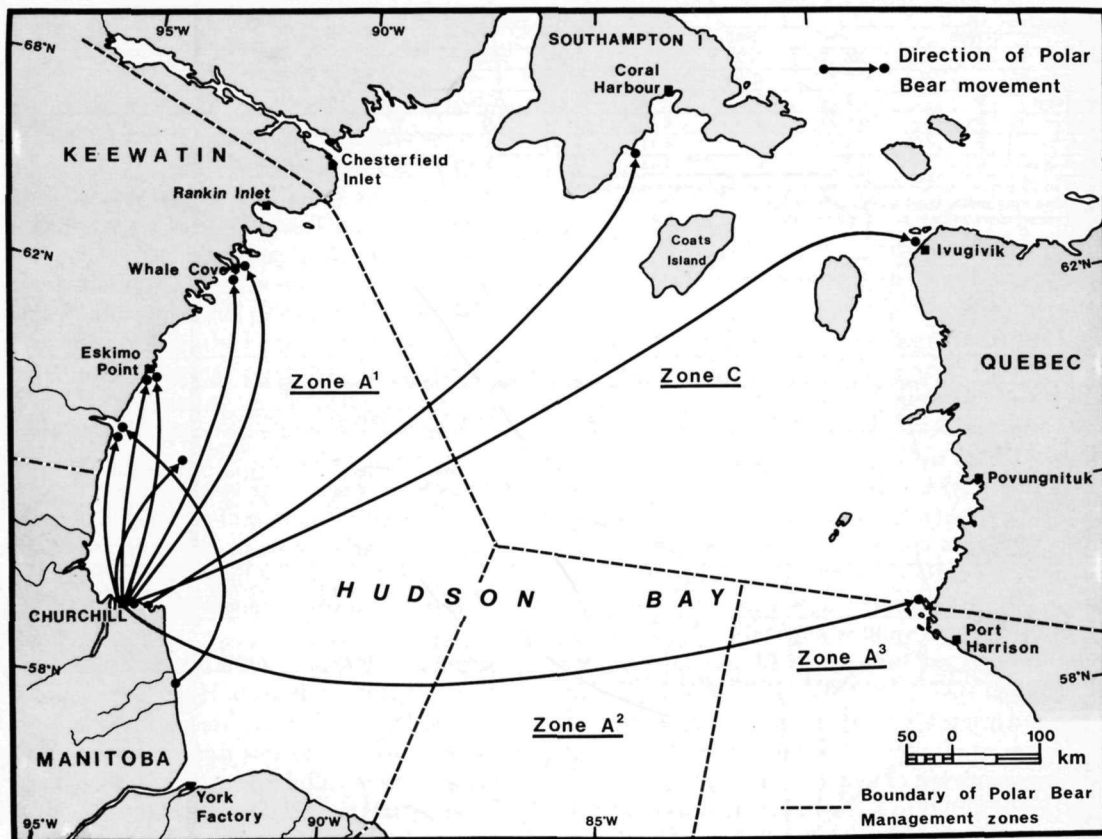 95°W
90°W
68°N
SOUTHAMPTON
Coral
Harbour
Direction of Polar
Bear movement
KEEWATIN
Chesterfield
Inlet
Rankin Inlet
62°N
Whale Cove
Coats
Island
Ivugivik
62°N
Eskimo
Point
Zone A¹
Zone C
QUEBEC
Povungnituk
HUDSON BAY
CHURCHILL
Port
Harrison
58°N
Zone A³
58°N
Zone A²
50 0 100
km
MANITOBA
York
Factory
Boundary of Polar Bear
Management zones
95°W
90°W
85°W